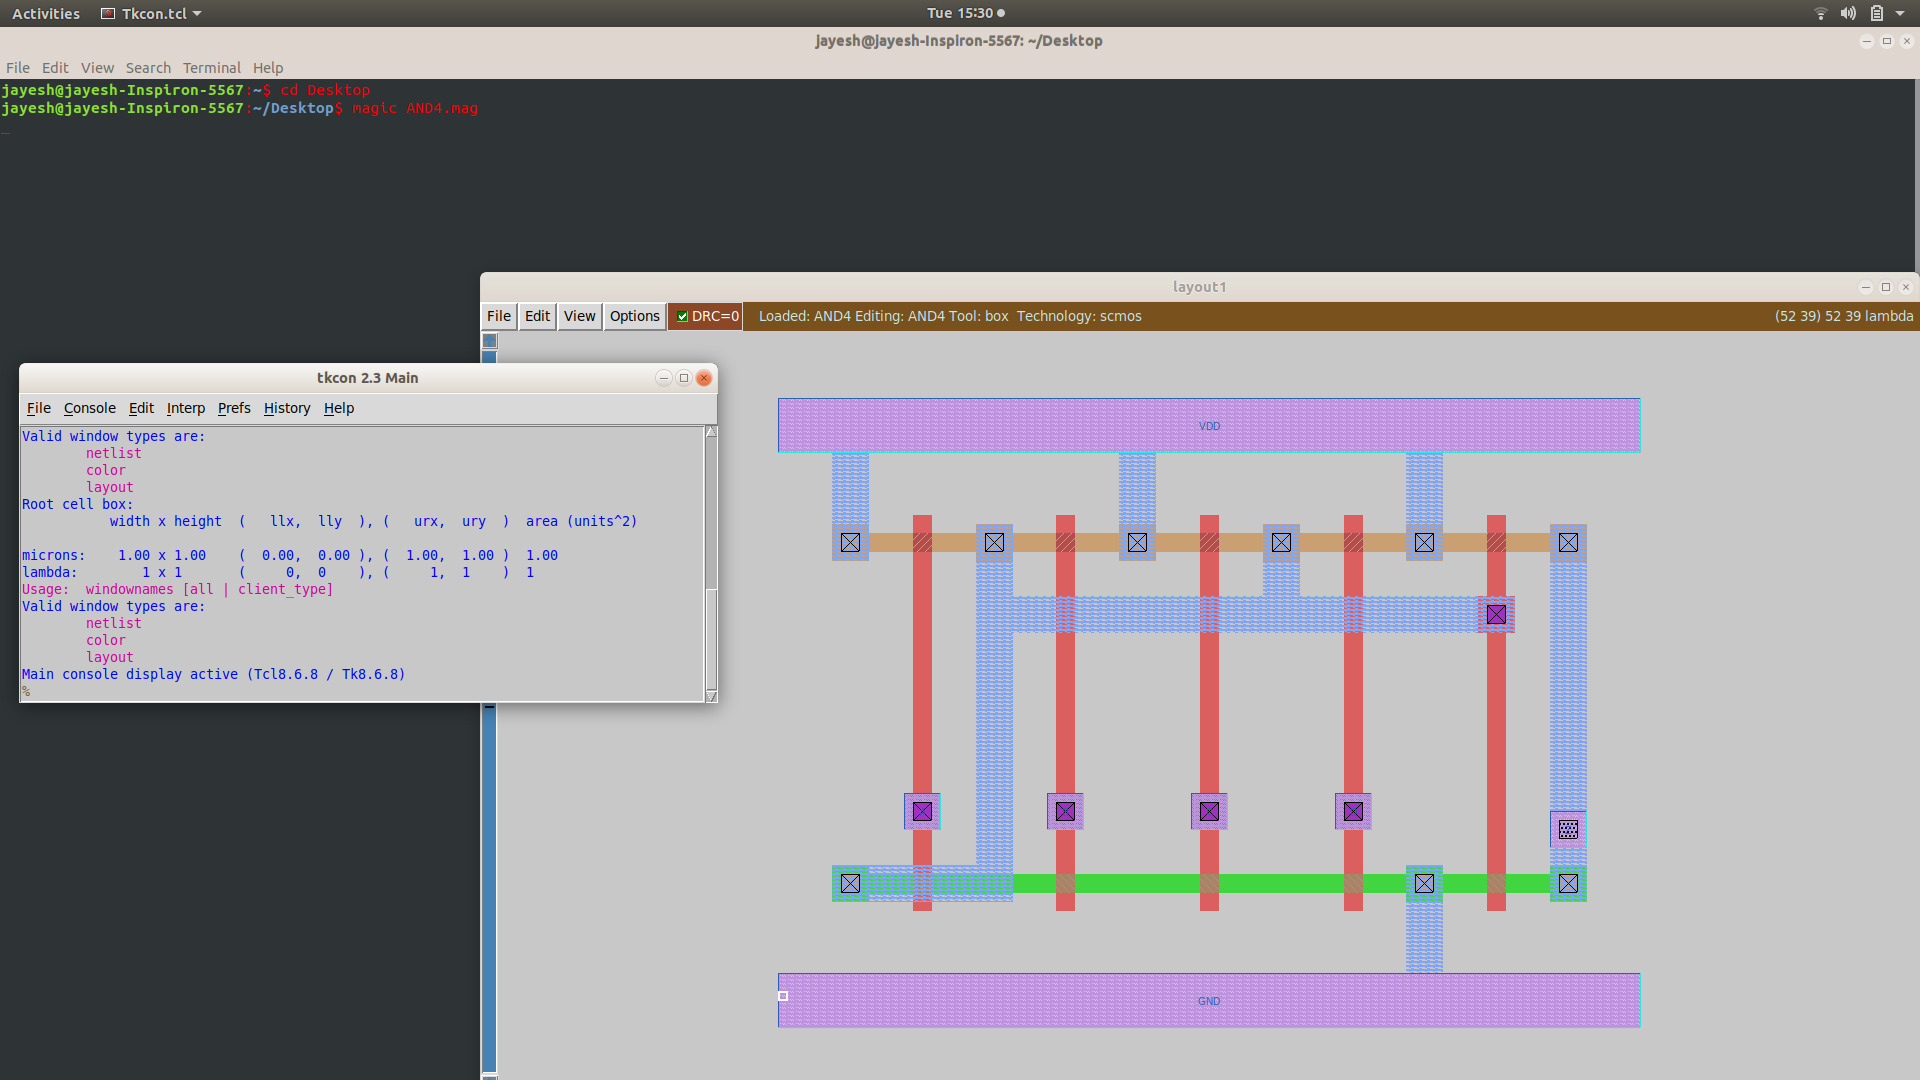 Activities Tkcon.tcl Tue 15:30
jayesh@jayesh-Inspiron-5567: ~/Desktop
File Edit View Search Terminal Help
jayesh@jayesh-Inspiron-5567:~$ cd Desktop
jayesh@jayesh-Inspiron-5567:~/Desktop$ magic AND4.mag
layout1
File Edit View Options DRC=0 Loaded: AND4 Editing: AND4 Tool: box Technology: scmos (52 39) 52 39 lambda
tkcon 2.3 Main
File Console Edit Interp Prefs History Help
Valid window types are:
netlist
color
layout
Root cell box:
width x height ( llx, lly ), ( urx, ury ) area (units^2)
microns: 1.00 x 1.00 ( 0.00, 0.00 ), ( 1.00, 1.00 ) 1.00
lambda: 1 x 1 ( 0, 0 ), ( 1, 1 ) 1
Usage: windownames [all | client_type]
Valid window types are:
netlist
color
layout
Main console display active (Tcl8.6.8 / Tk8.6.8)
%
VDD
GND